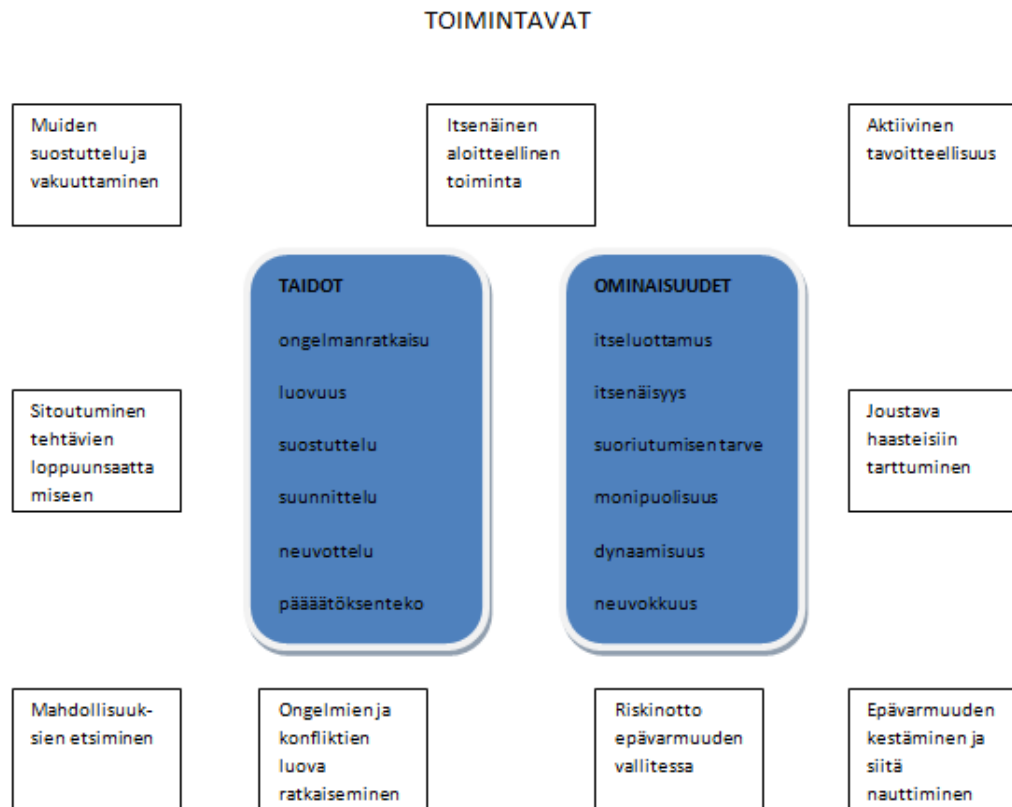 TOIMINTAVAT
Muiden
suostuttelu ja
vakuuttaminen
Itsenäinen
aloitteellinen
toiminta
Aktiivinen
tavoitteellisuus
TAIDOT
ongelmanratkaisu
luovuus
suostuttelu
suunnittelu
neuvottelu
päääätöksenteko
OMINAISUUDET
itseluottamus
itsenäisyys
suoriutumisen tarve
monipuolisuus
dynaamisuus
neuvokkuus
Sitoutuminen
tehtävien
loppuunsaatta
miseen
Joustava
haasteisiin
tarttuminen
Mahdollisuuk-
sien etsiminen
Ongelmien ja
konfliktien
luova
ratkaiseminen
Riskinotto
epävarmuuden
vallitessa
Epävarmuuden
kestäminen ja
siitä
nauttiminen